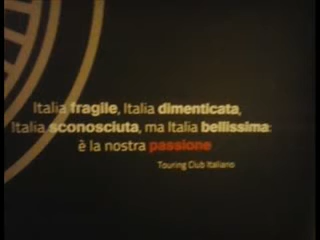 Italia fragile, Italia dimenticata,
Italia sconosciuta, ma Italia bellissima:
è la nostra passione
Touring Club Italiano